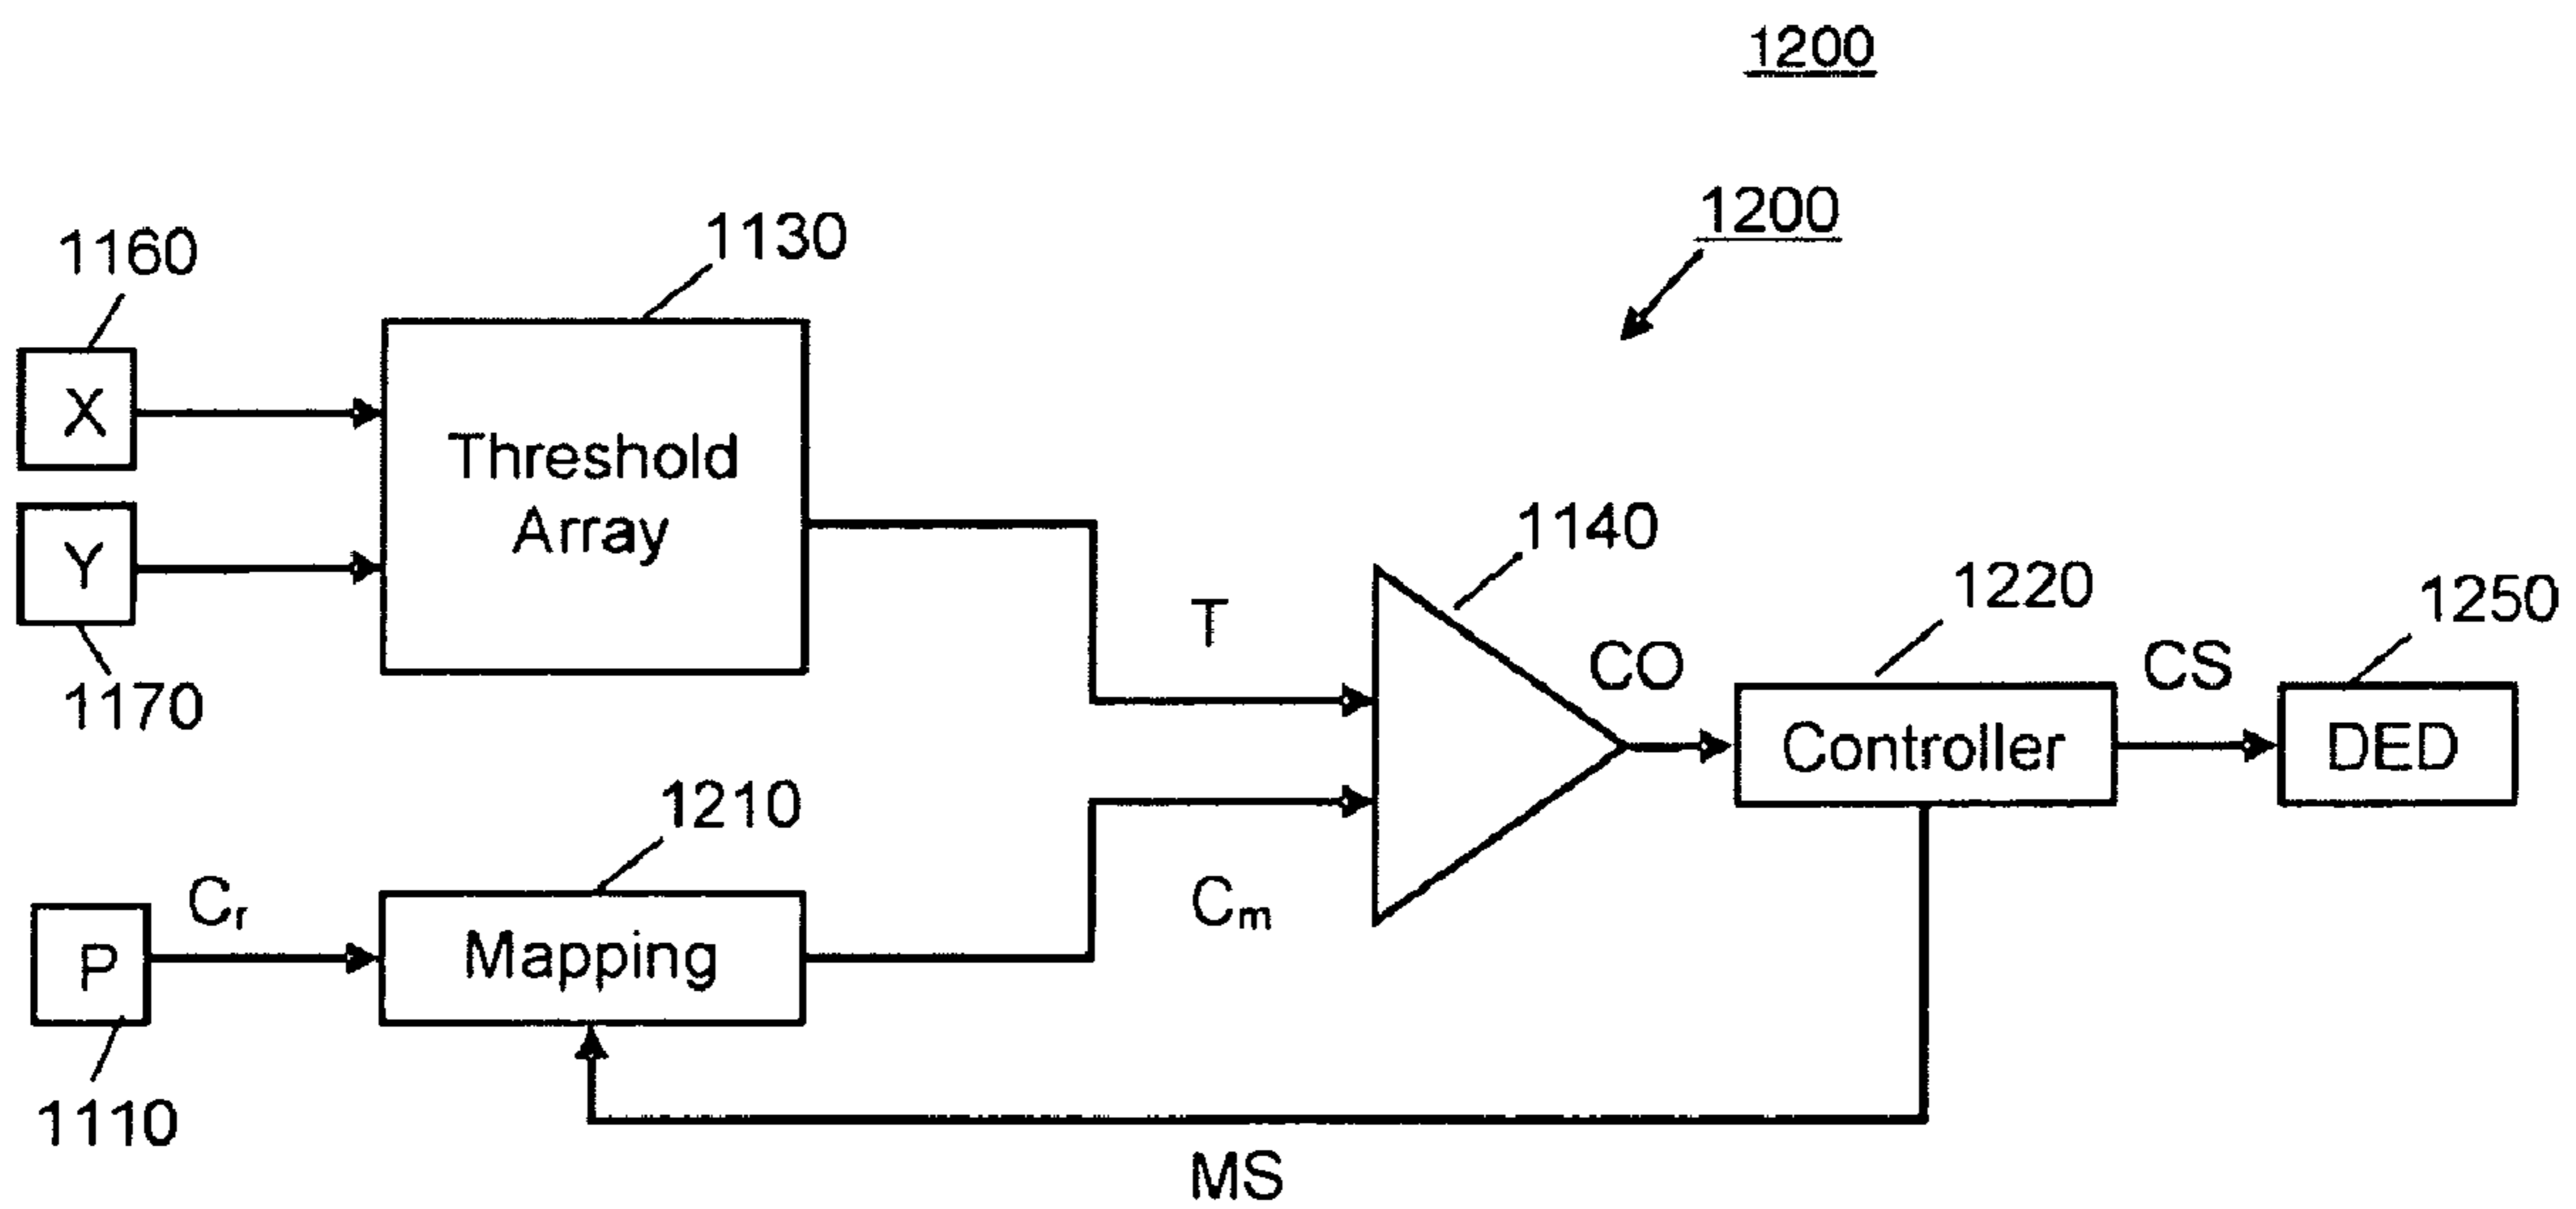 1200
1200
1160
1130
X
Threshold
Array
Y
1170
T
1140
CO
1220
CS
1250
Controller
DED
1210
Cᵣ
P
Mapping
Cₘ
1110
MS